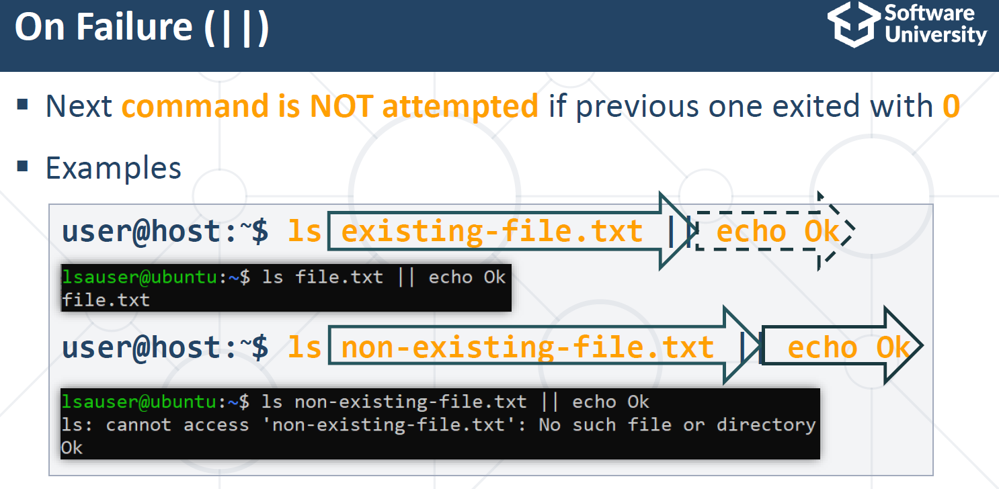 On Failure (||)
Software
University
▪ Next command is NOT attempted if previous one exited with 0
▪ Examples
user@host:~$ ls existing-file.txt || echo Ok
lsauser@ubuntu:~$ ls file.txt || echo Ok
file.txt
user@host:~$ ls non-existing-file.txt || echo Ok
lsauser@ubuntu:~$ ls non-existing-file.txt || echo Ok
ls: cannot access 'non-existing-file.txt': No such file or directory
Ok